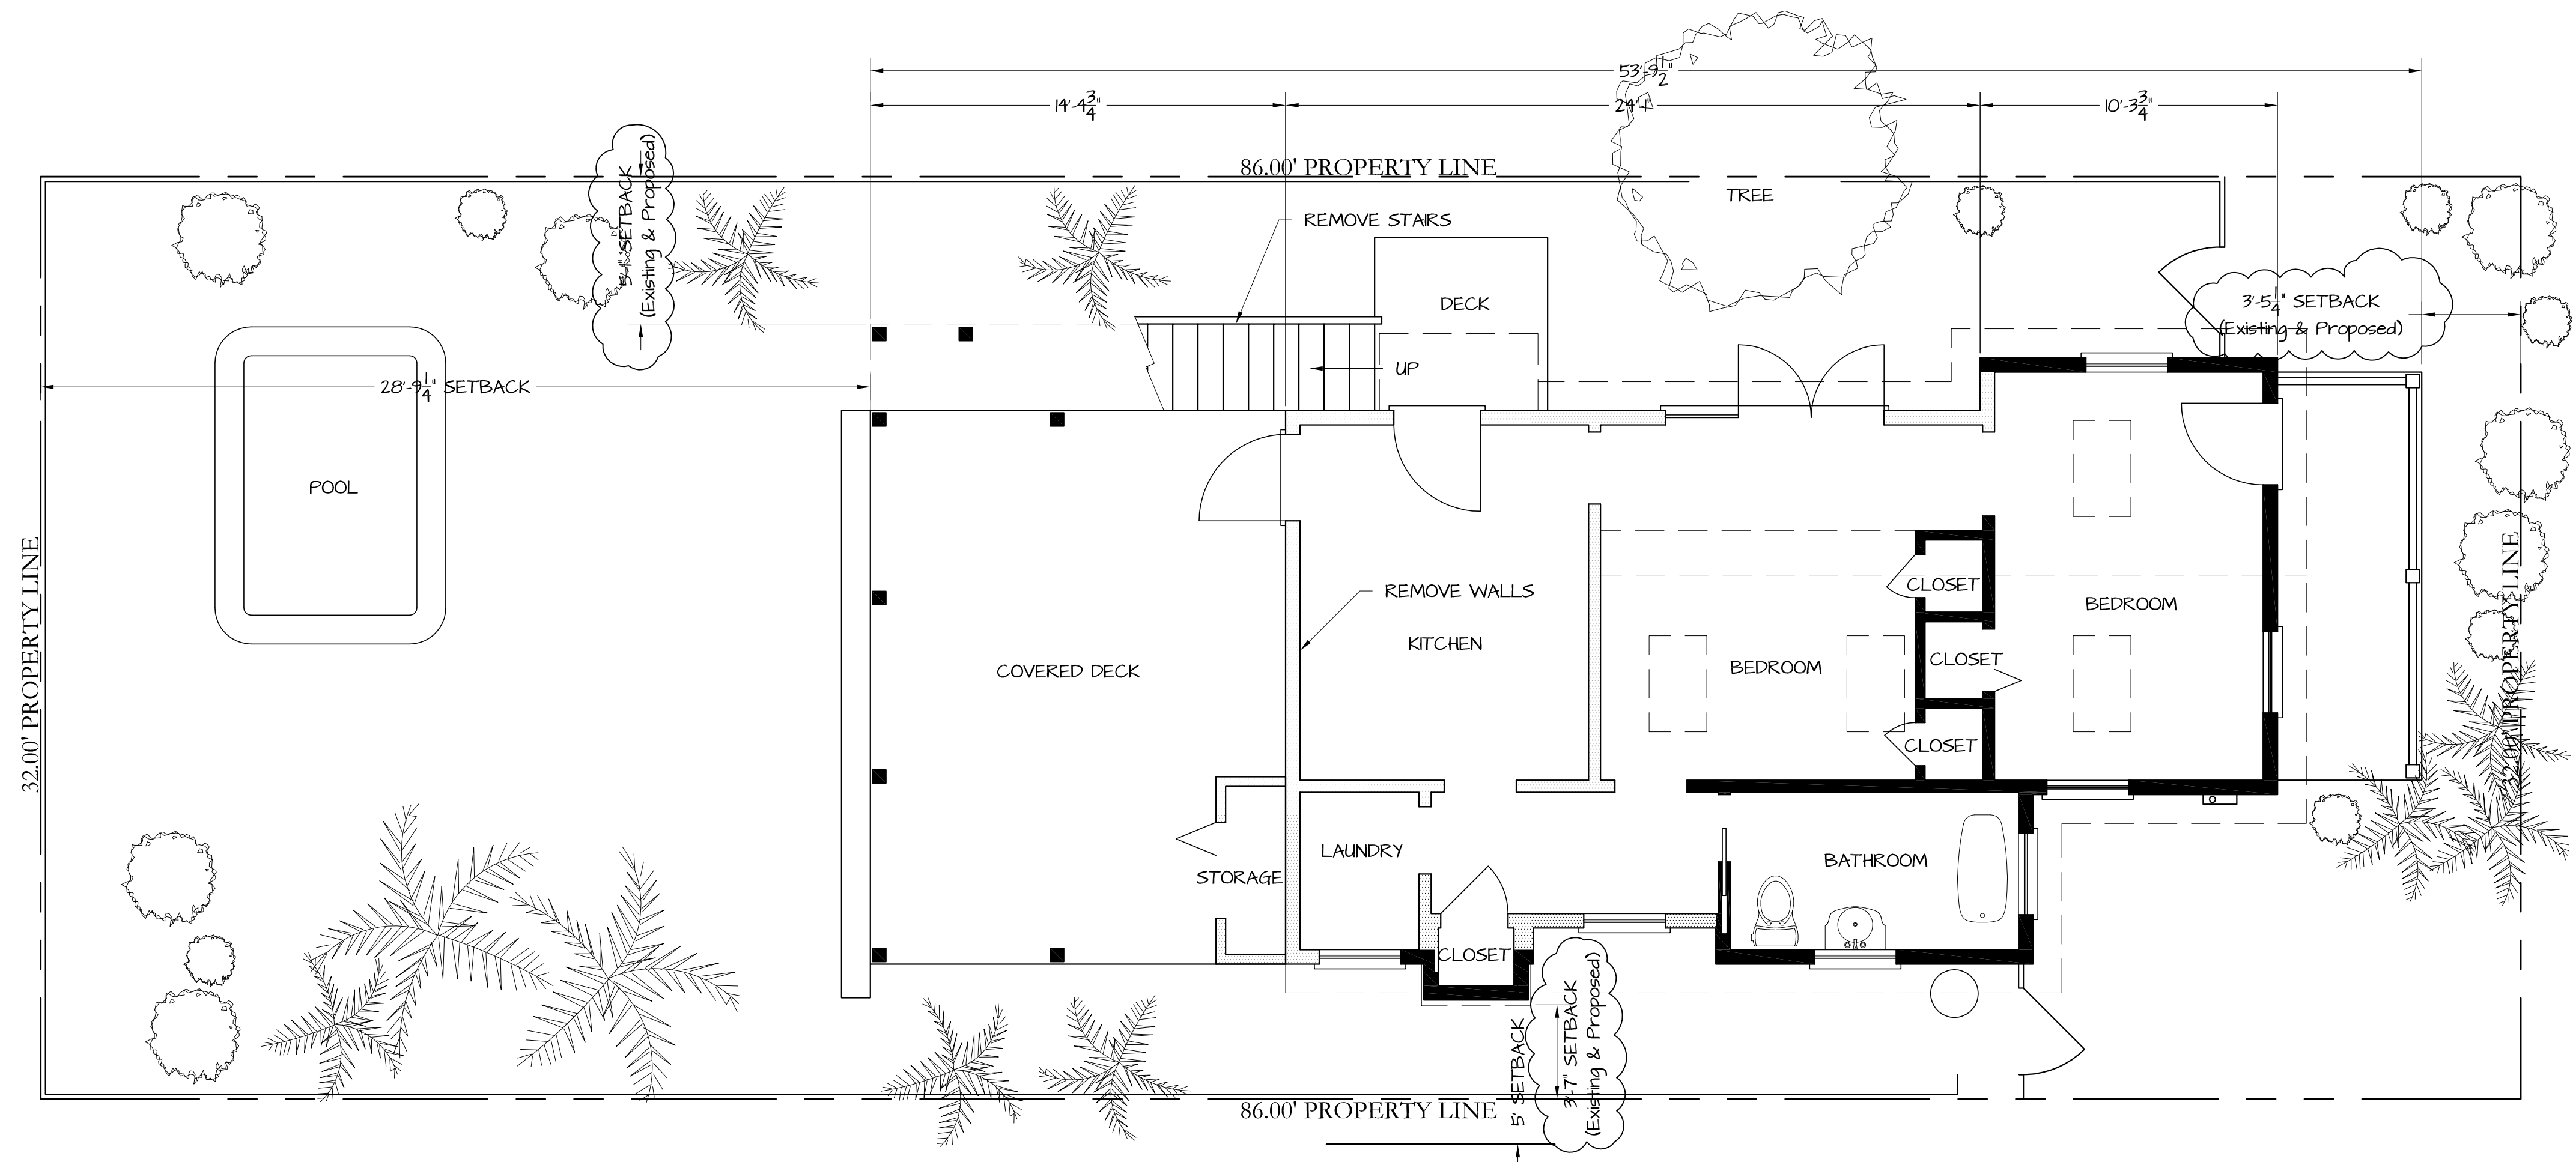 53'-9 1/2"
14'-4 3/4"
24'-1"
10'-3 3/4"
86.00' PROPERTY LINE
TREE
REMOVE STAIRS
5'-1" SETBACK
(Existing & Proposed)
DECK
3'-5 1/4" SETBACK
(Existing & Proposed)
UP
28'-9 1/4" SETBACK
POOL
CLOSET
REMOVE WALLS
BEDROOM
KITCHEN
CLOSET
COVERED DECK
BEDROOM
32.00' PROPERTY LINE
32.00' PROPERTY LINE
CLOSET
LAUNDRY
BATHROOM
STORAGE
CLOSET
5' SETBACK
3'-7" SETBACK
(Existing & Proposed)
86.00' PROPERTY LINE